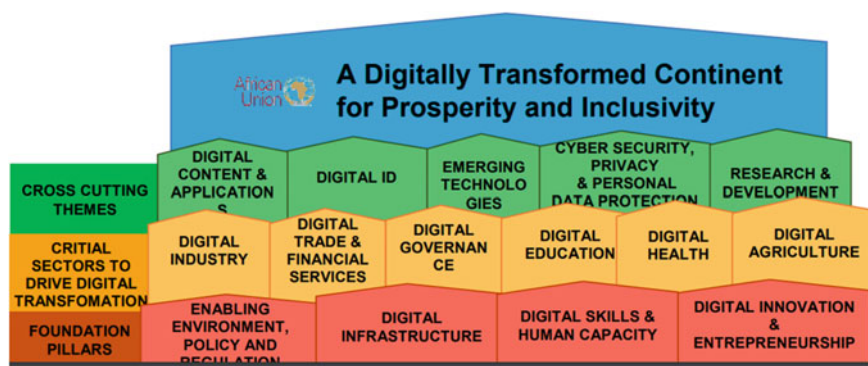 African
Union
A Digitally Transformed Continent
for Prosperity and Inclusivity
CROSS CUTTING
THEMES
DIGITAL
CONTENT &
APPLICATION
S
DIGITAL ID
EMERGING
TECHNOLO
GIES
CYBER SECURITY,
PRIVACY
& PERSONAL
DATA PROTECTION
RESEARCH &
DEVELOPMENT
CRITIAL
SECTORS TO
DRIVE DIGITAL
TRANSFOMATION
DIGITAL
INDUSTRY
DIGITAL
TRADE &
FINANCIAL
SERVICES
DIGITAL
GOVERNAN
CE
DIGITAL
EDUCATION
DIGITAL
HEALTH
DIGITAL
AGRICULTURE
FOUNDATION
PILLARS
ENABLING
ENVIRONMENT,
POLICY AND
REGULATION
DIGITAL
INFRASTRUCTURE
DIGITAL SKILLS &
HUMAN CAPACITY
DIGITAL INNOVATION
&
ENTREPRENEURSHIP